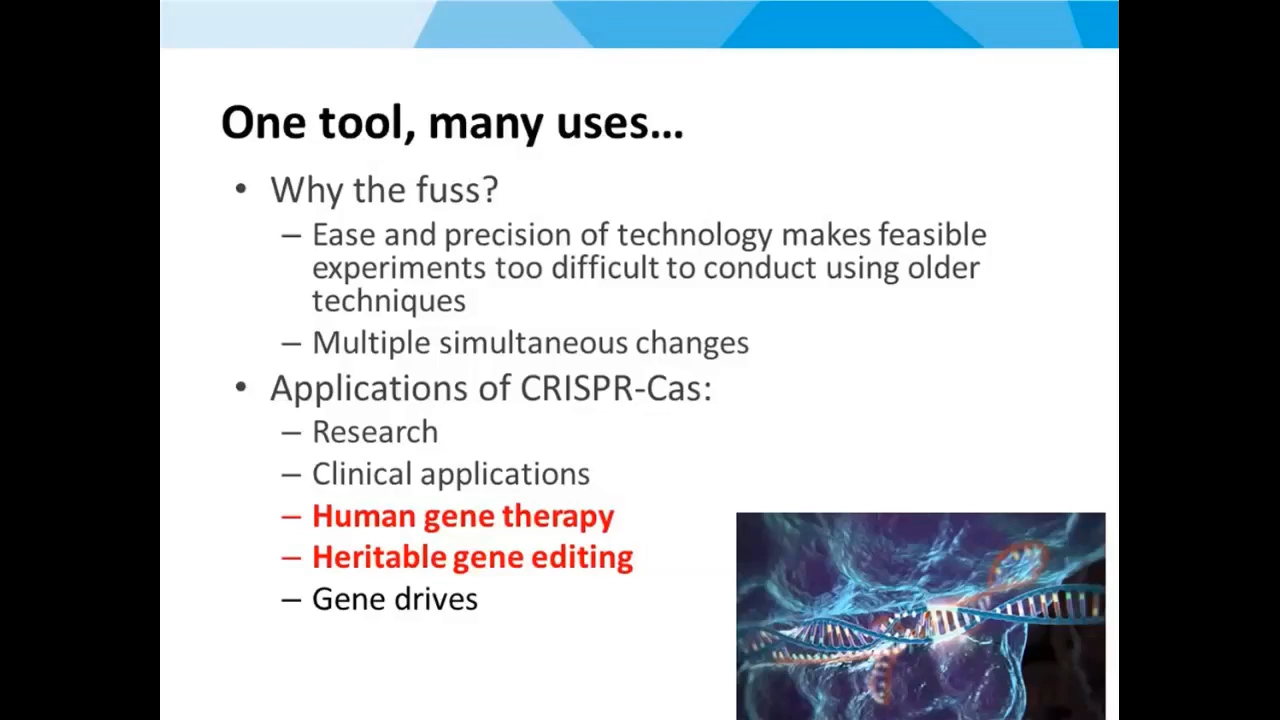 One tool, many uses…
• Why the fuss?
– Ease and precision of technology makes feasible
experiments too difficult to conduct using older
techniques
– Multiple simultaneous changes
• Applications of CRISPR-Cas:
– Research
– Clinical applications
– Human gene therapy
– Heritable gene editing
– Gene drives